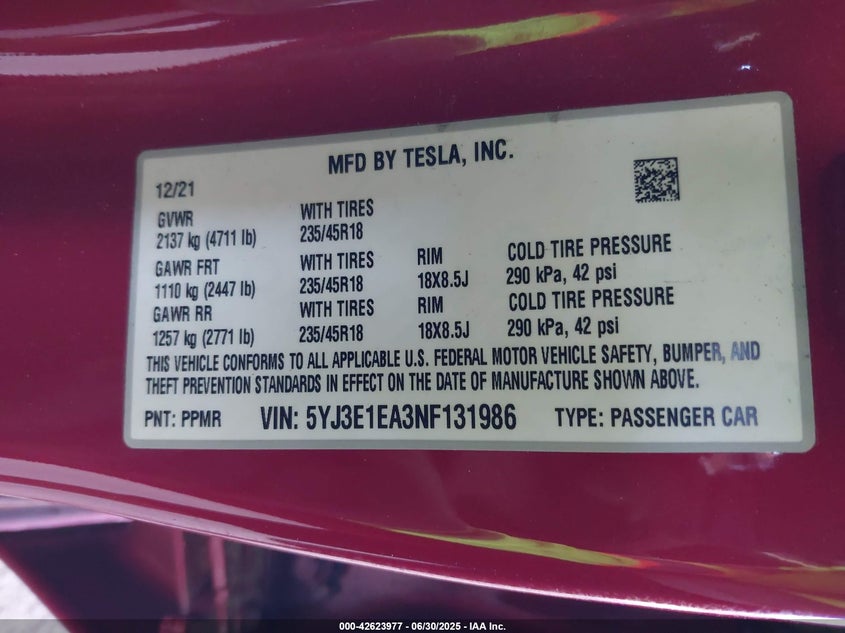 MFD BY TESLA, INC.
12/21
GVWR WITH TIRES
2137 kg (4711 lb) 235/45R18
GAWR FRT WITH TIRES RIM COLD TIRE PRESSURE
1110 kg (2447 lb) 235/45R18 18X8.5J 290 kPa, 42 psi
GAWR RR WITH TIRES RIM COLD TIRE PRESSURE
1257 kg (2771 lb) 235/45R18 18X8.5J 290 kPa, 42 psi
THIS VEHICLE CONFORMS TO ALL APPLICABLE U.S. FEDERAL MOTOR VEHICLE SAFETY, BUMPER, AND
THEFT PREVENTION STANDARDS IN EFFECT ON THE DATE OF MANUFACTURE SHOWN ABOVE.
PNT: PPMR VIN: 5YJ3E1EA3NF131986 TYPE: PASSENGER CAR
000-42623977 - 06/30/2025 - IAA Inc.